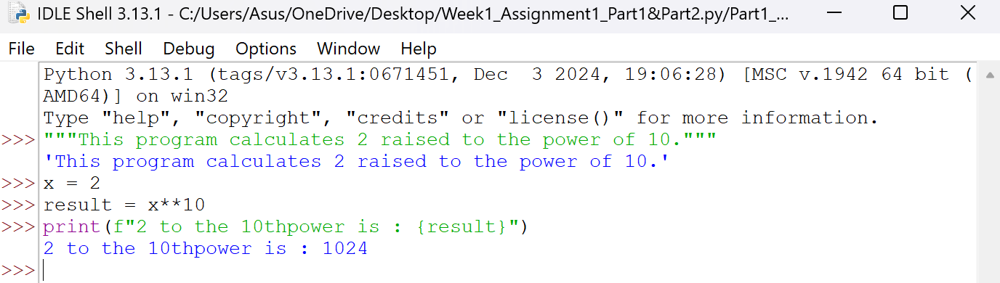 IDLE Shell 3.13.1 - C:/Users/Asus/OneDrive/Desktop/Week1_Assignment1_Part1&Part2.py/Part1_...
File Edit Shell Debug Options Window Help
Python 3.13.1 (tags/v3.13.1:0671451, Dec  3 2024, 19:06:28) [MSC v.1942 64 bit (
AMD64)] on win32
Type "help", "copyright", "credits" or "license()" for more information.
>>> """This program calculates 2 raised to the power of 10."""
'This program calculates 2 raised to the power of 10.'
>>> x = 2
>>> result = x**10
>>> print(f"2 to the 10thpower is : {result}")
2 to the 10thpower is : 1024
>>>